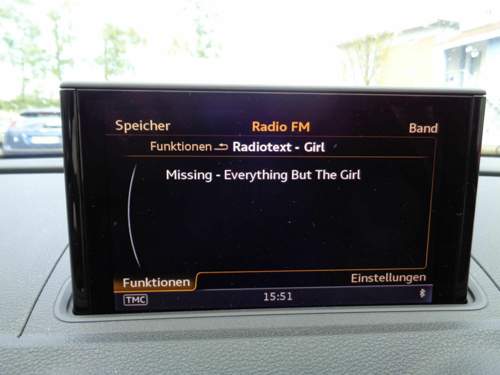 Speicher Radio FM Band
Funktionen Radiotext - Girl
Missing - Everything But The Girl
Funktionen Einstellungen
TMC 15:51